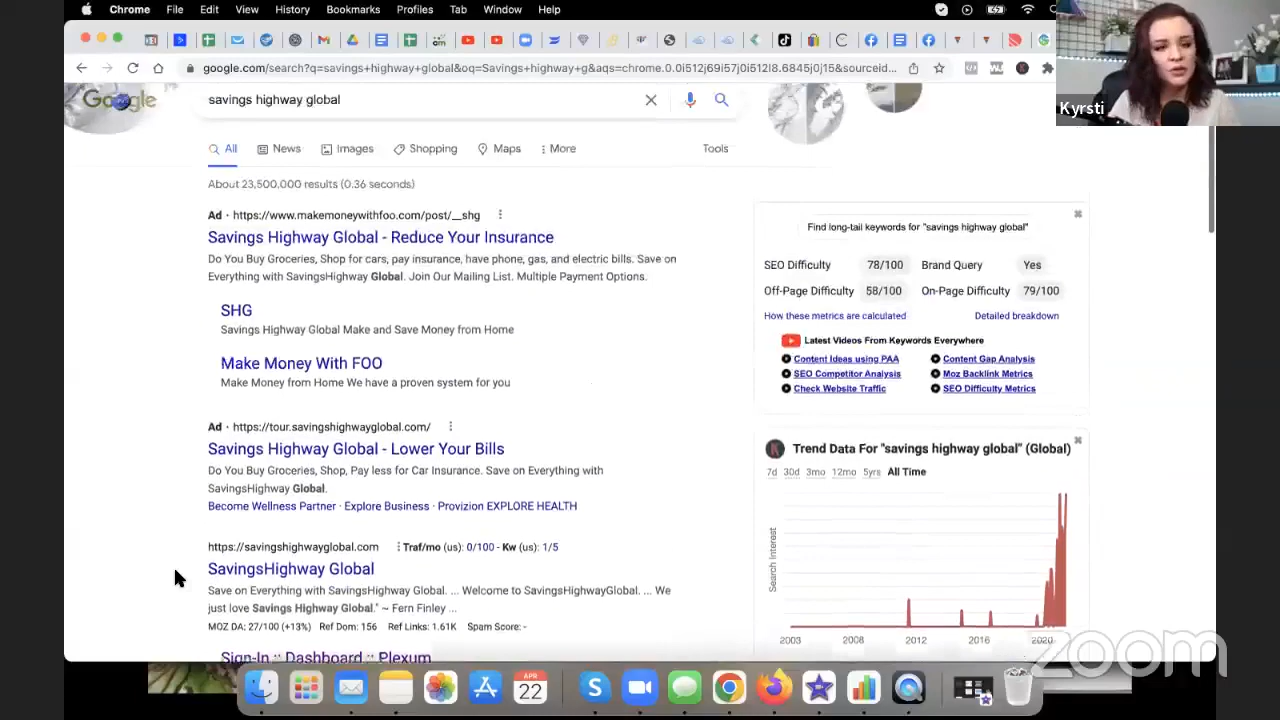 Chrome File Edit View History Bookmarks Profiles Tab Window Help
google.com/search?q=savings+highway+global&oq=Savings+highway+g&aqs=chrome.0.0i512j69i57j0i512l8.6845j0j15&sourceid...
Kyrsti
Google
savings highway global
All News Images Shopping Maps More Tools
About 23,500,000 results (0.36 seconds)
Ad · https://www.makemoneywithfoo.com/post/__shg
Savings Highway Global - Reduce Your Insurance
Do You Buy Groceries, Shop for cars, pay insurance, have phone, gas, and electric bills. Save on
Everything with SavingsHighway Global. Join Our Mailing List. Multiple Payment Options.
SHG
Savings Highway Global Make and Save Money from Home
Make Money With FOO
Make Money from Home We have a proven system for you
Ad · https://tour.savingshighwayglobal.com/
Savings Highway Global - Lower Your Bills
Do You Buy Groceries, Shop, Pay less for Car Insurance. Save on Everything with
SavingsHighway Global.
Become Wellness Partner · Explore Business · Provizion EXPLORE HEALTH
https://savingshighwayglobal.com Traf/mo (us): 0/100 - Kw (us): 1/5
SavingsHighway Global
Save on Everything with SavingsHighway Global. ... Welcome to SavingsHighwayGlobal. ... We
just love Savings Highway Global." ~ Fern Finley ...
MOZ DA: 27/100 (+13%) Ref Dom: 156 Ref Links: 1.61K Spam Score: -
Sign-In :: Dashboard :: Plexum
Find long-tail keywords for "savings highway global"
SEO Difficulty 78/100 Brand Query Yes
Off-Page Difficulty 58/100 On-Page Difficulty 79/100
How these metrics are calculated Detailed breakdown
Latest Videos From Keywords Everywhere
Content Ideas using PAA Content Gap Analysis
SEO Competitor Analysis Moz Backlink Metrics
Check Website Traffic SEO Difficulty Metrics
Trend Data For "savings highway global" (Global)
7d 30d 3mo 12mo 5yrs All Time
Search Interest
2003 2008 2012 2016 2020
zoom
APR
22